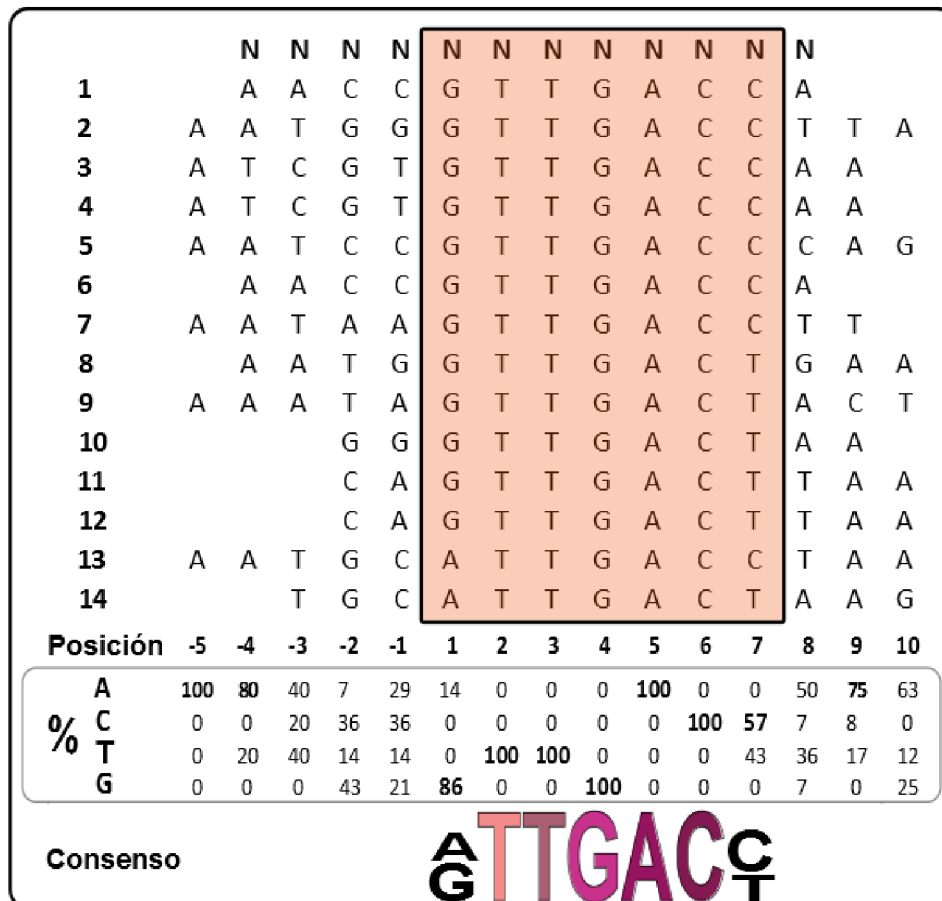 N N N N N N N N N N N N
1 A A C C G T T G A C C A
2 A A T G G G T T G A C C T T A
3 A T C G T G T T G A C C A A
4 A T C G T G T T G A C C A A
5 A A T C C G T T G A C C C A G
6 A A C C G T T G A C C A
7 A A T A A G T T G A C C T T
8 A A T G G T T G A C T G A A
9 A A A T A G T T G A C T A C T
10 G G G T T G A C T A A
11 C A G T T G A C T T A A
12 C A G T T G A C T T A A
13 A A T G C A T T G A C C T A A
14 T G C A T T G A C T A A G
Posición -5 -4 -3 -2 -1 1 2 3 4 5 6 7 8 9 10
A 100 80 40 7 29 14 0 0 0 100 0 0 50 75 63
% C 0 0 20 36 36 0 0 0 0 0 100 57 7 8 0
T 0 20 40 14 14 0 100 100 0 0 0 43 36 17 12
G 0 0 0 43 21 86 0 0 100 0 0 0 7 0 25
Consenso A G TTGAC C T